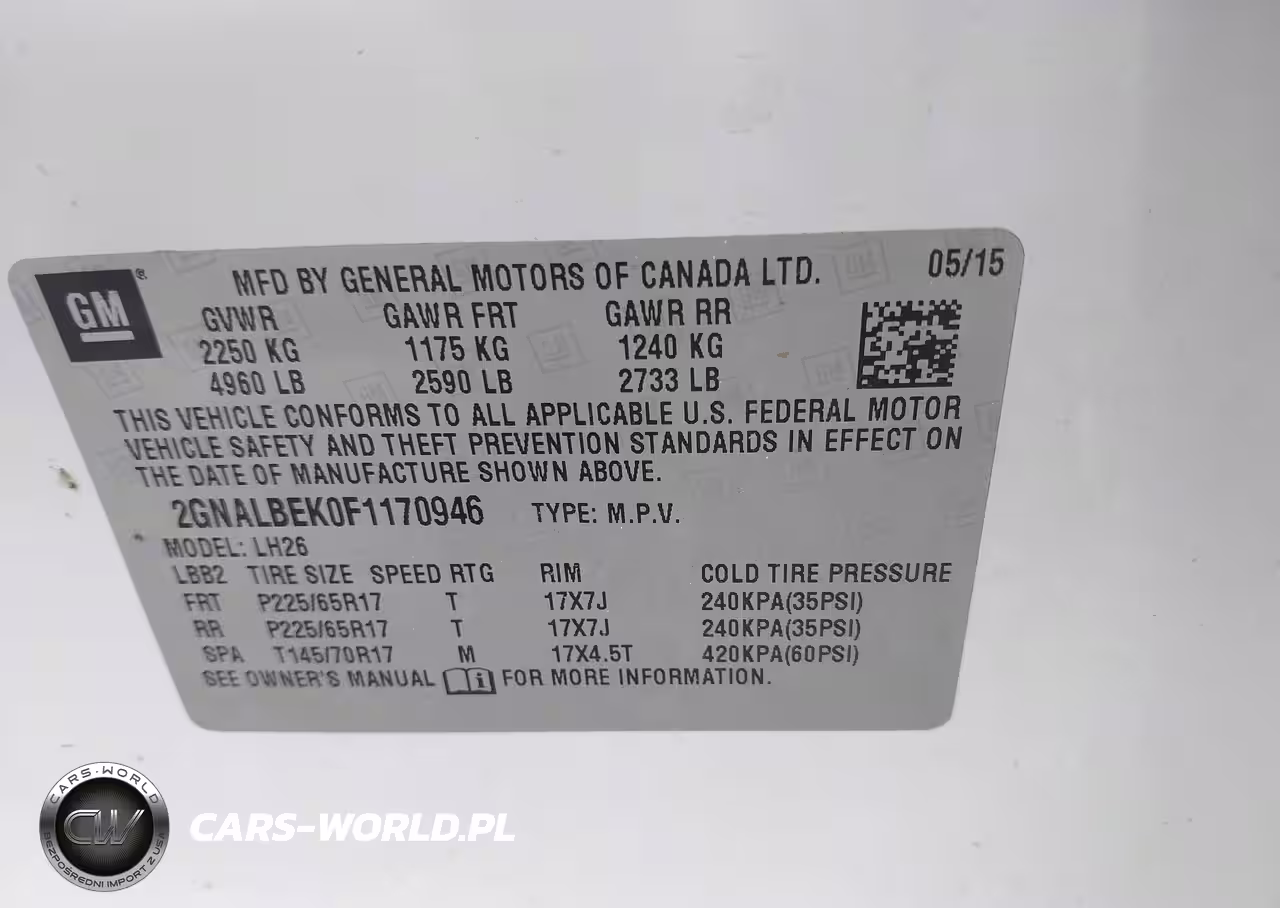 GM®
MFD BY GENERAL MOTORS OF CANADA LTD. 05/15
GVWR GAWR FRT GAWR RR
2250 KG 1175 KG 1240 KG
4960 LB 2590 LB 2733 LB
THIS VEHICLE CONFORMS TO ALL APPLICABLE U.S. FEDERAL MOTOR
VEHICLE SAFETY AND THEFT PREVENTION STANDARDS IN EFFECT ON
THE DATE OF MANUFACTURE SHOWN ABOVE.
2GNALBEK0F1170946 TYPE: M.P.V.
MODEL: LH26
LBB2 TIRE SIZE SPEED RTG RIM COLD TIRE PRESSURE
FRT P225/65R17 T 17X7J 240KPA(35PSI)
RR P225/65R17 T 17X7J 240KPA(35PSI)
SPA T145/70R17 M 17X4.5T 420KPA(60PSI)
SEE OWNER'S MANUAL i FOR MORE INFORMATION.
CARS-WORLD
CW
BEZPOŚREDNI IMPORT Z USA
CARS-WORLD.PL